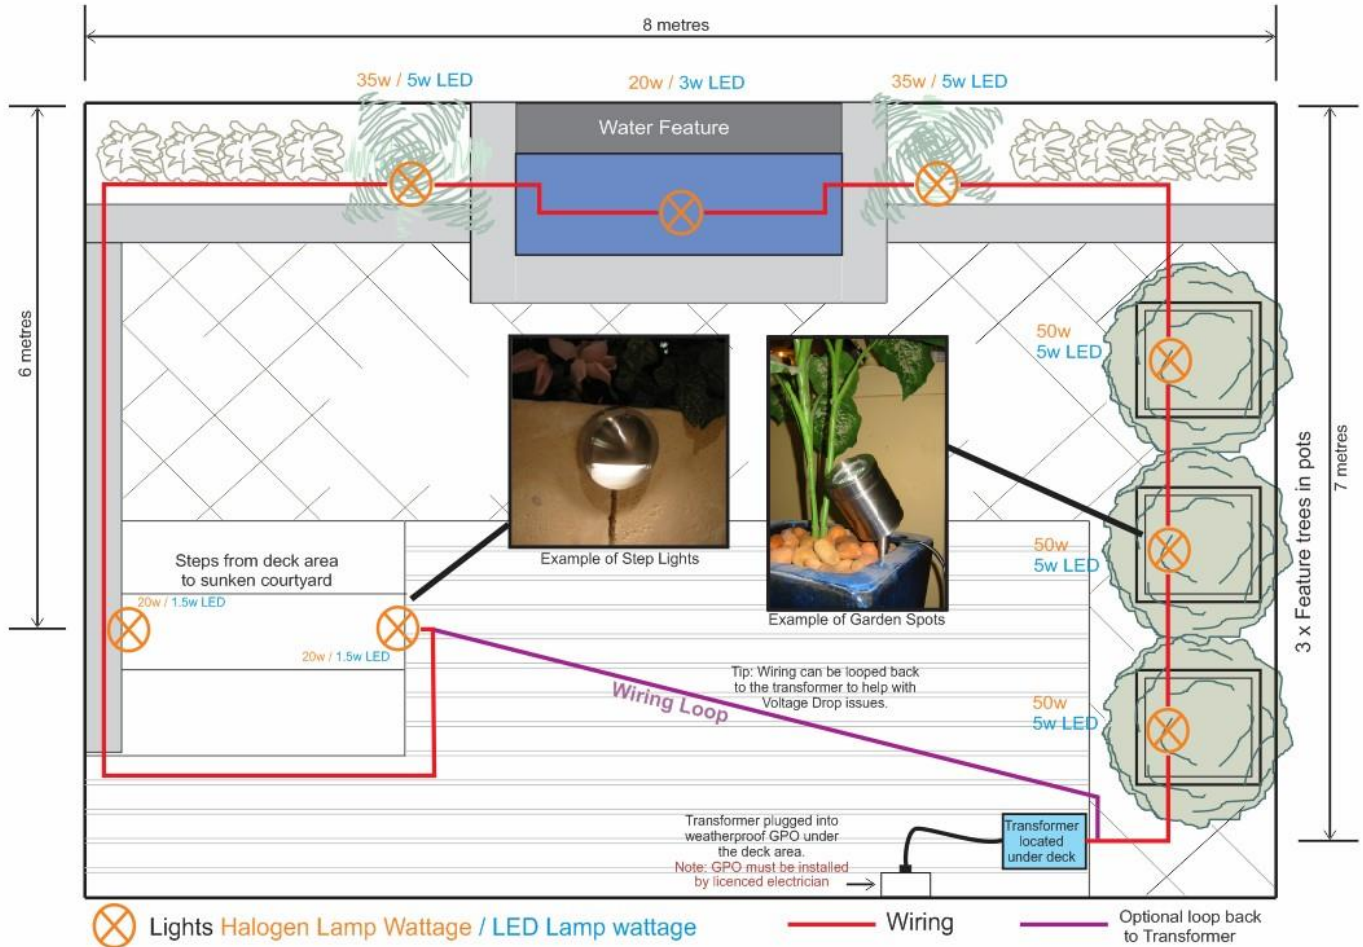 8 metres
35w / 5w LED
20w / 3w LED
35w / 5w LED
Water Feature
6 metres
50w
5w LED
50w
5w LED
50w
5w LED
3 x Feature trees in pots
7 metres
Example of Step Lights
Example of Garden Spots
Steps from deck area
to sunken courtyard
20w / 1.5w LED
20w / 1.5w LED
Tip: Wiring can be looped back
to the transformer to help with
Voltage Drop issues.
Wiring Loop
Transformer plugged into
weatherproof GPO under
the deck area.
Note: GPO must be installed
by licenced electrician
Transformer
located
under deck
Lights Halogen Lamp Wattage / LED Lamp wattage
Wiring
Optional loop back
to Transformer